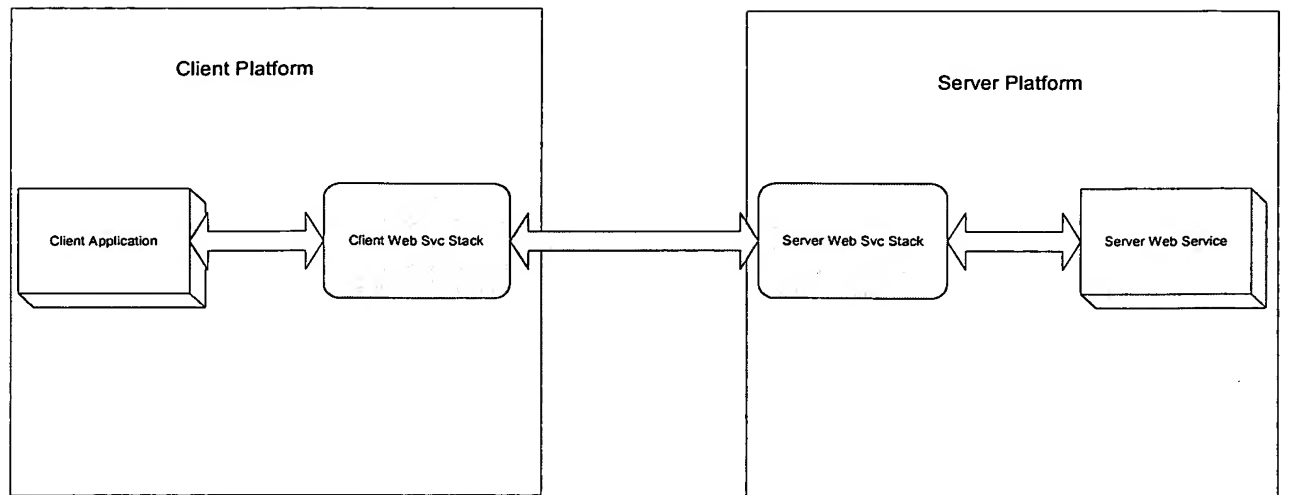 Client Platform
Server Platform
Client Application
Client Web Svc Stack
Server Web Svc Stack
Server Web Service